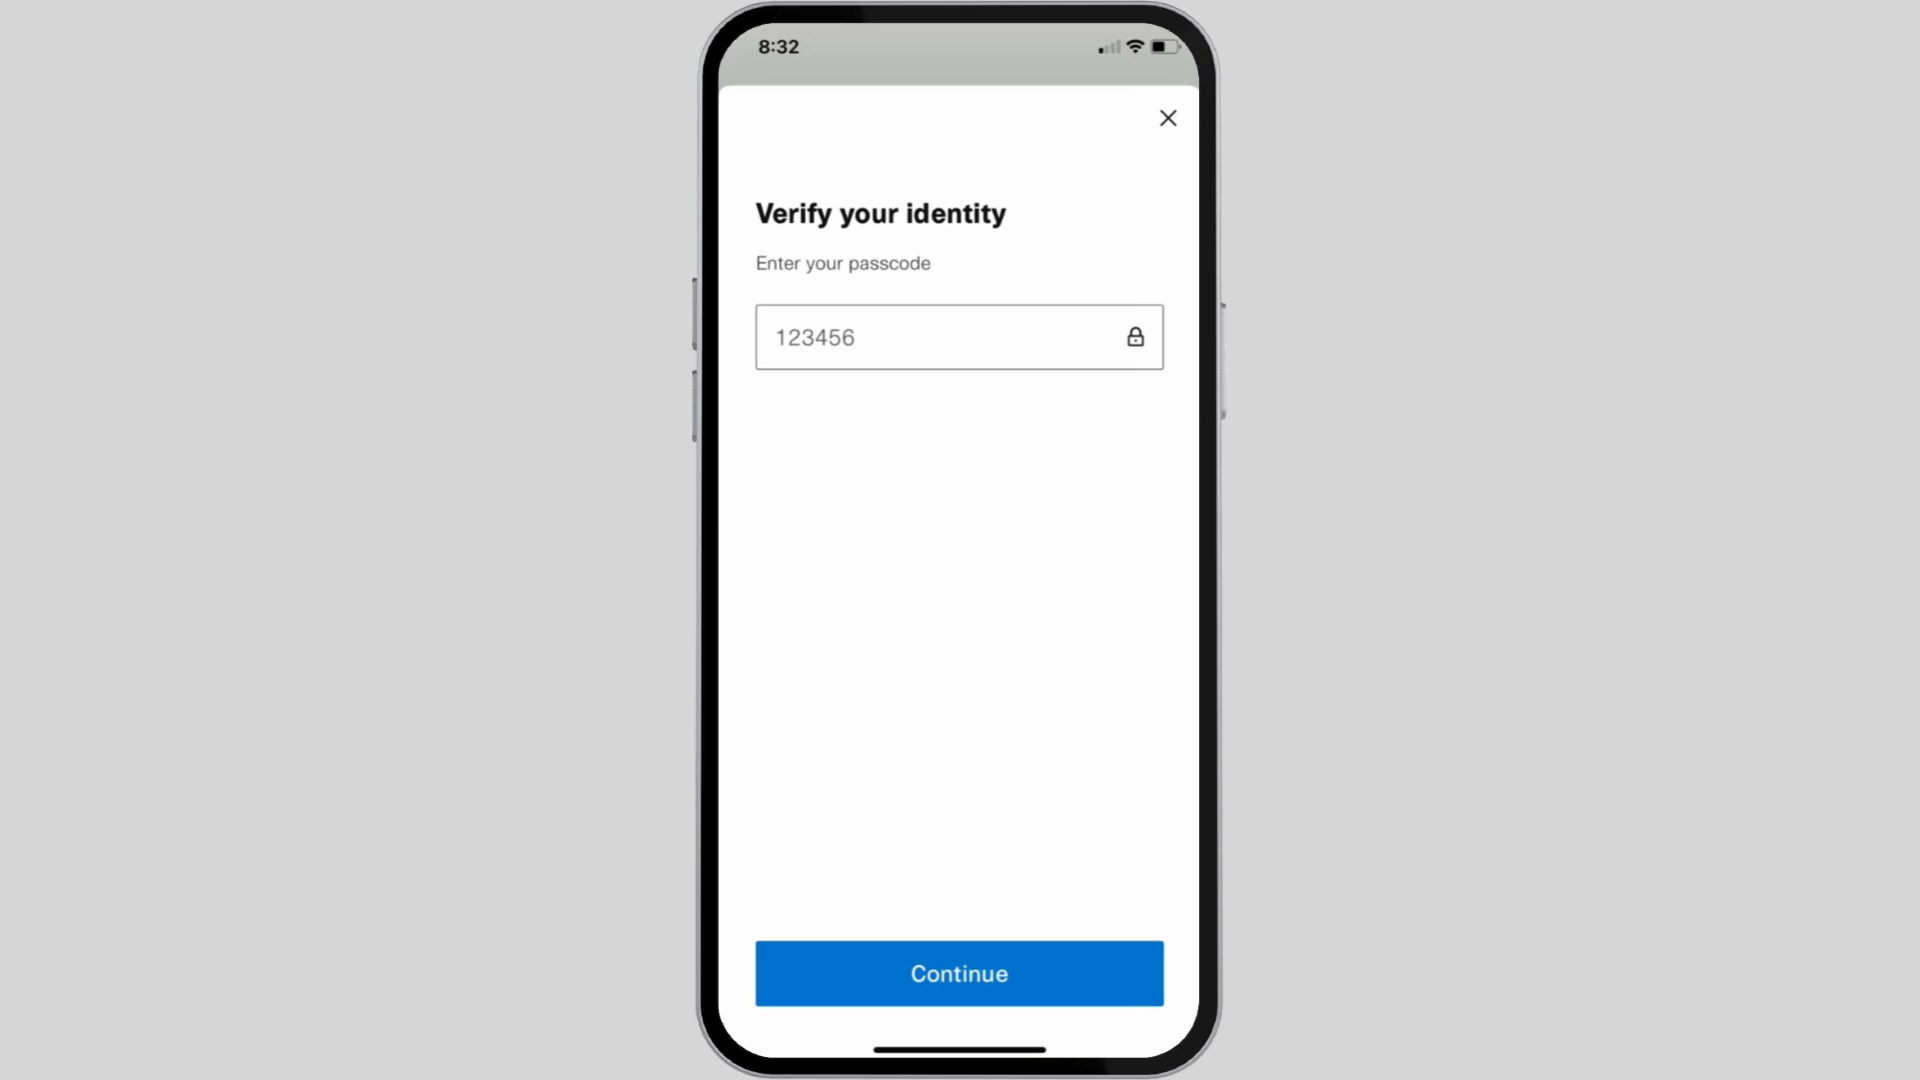 8:32
Verify your identity
Enter your passcode
123456
Continue